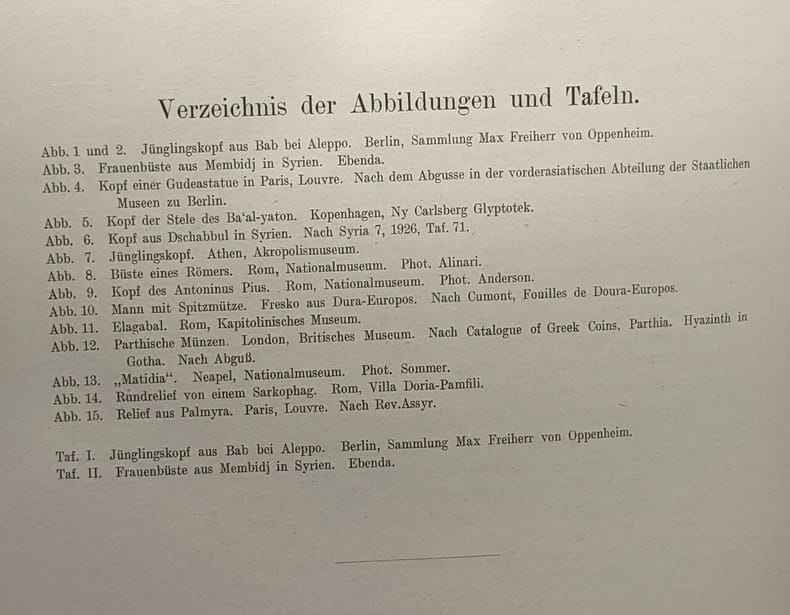 Verzeichnis der Abbildungen und Tafeln.
Abb. 1 und 2. Jünglingskopf aus Bab bei Aleppo. Berlin, Sammlung Max Freiherr von Oppenheim.
Abb. 3. Frauenbüste aus Membidj in Syrien. Ebenda.
Abb. 4. Kopf einer Gudeastatue in Paris, Louvre. Nach dem Abgusse in der vorderasiatischen Abteilung der Staatlichen
Museen zu Berlin.
Abb. 5. Kopf der Stele des Ba'al-yaton. Kopenhagen, Ny Carlsberg Glyptotek.
Abb. 6. Kopf aus Dschabbul in Syrien. Nach Syria 7, 1926, Taf. 71.
Abb. 7. Jünglingskopf. Athen, Akropolismuseum.
Abb. 8. Büste eines Römers. Rom, Nationalmuseum. Phot. Alinari.
Abb. 9. Kopf des Antoninus Pius. Rom, Nationalmuseum. Phot. Anderson.
Abb. 10. Mann mit Spitzmütze. Fresko aus Dura-Europos. Nach Cumont, Fouilles de Doura-Europos.
Abb. 11. Elagabal. Rom, Kapitolinisches Museum.
Abb. 12. Parthische Münzen. London, Britisches Museum. Nach Catalogue of Greek Coins, Parthia. Hyazinth in
Gotha. Nach Abguß.
Abb. 13. „Matidia“. Neapel, Nationalmuseum. Phot. Sommer.
Abb. 14. Rundrelief von einem Sarkophag. Rom, Villa Doria-Pamfili.
Abb. 15. Relief aus Palmyra. Paris, Louvre. Nach Rev.Assyr.
Taf. I. Jünglingskopf aus Bab bei Aleppo. Berlin, Sammlung Max Freiherr von Oppenheim.
Taf. II. Frauenbüste aus Membidj in Syrien. Ebenda.